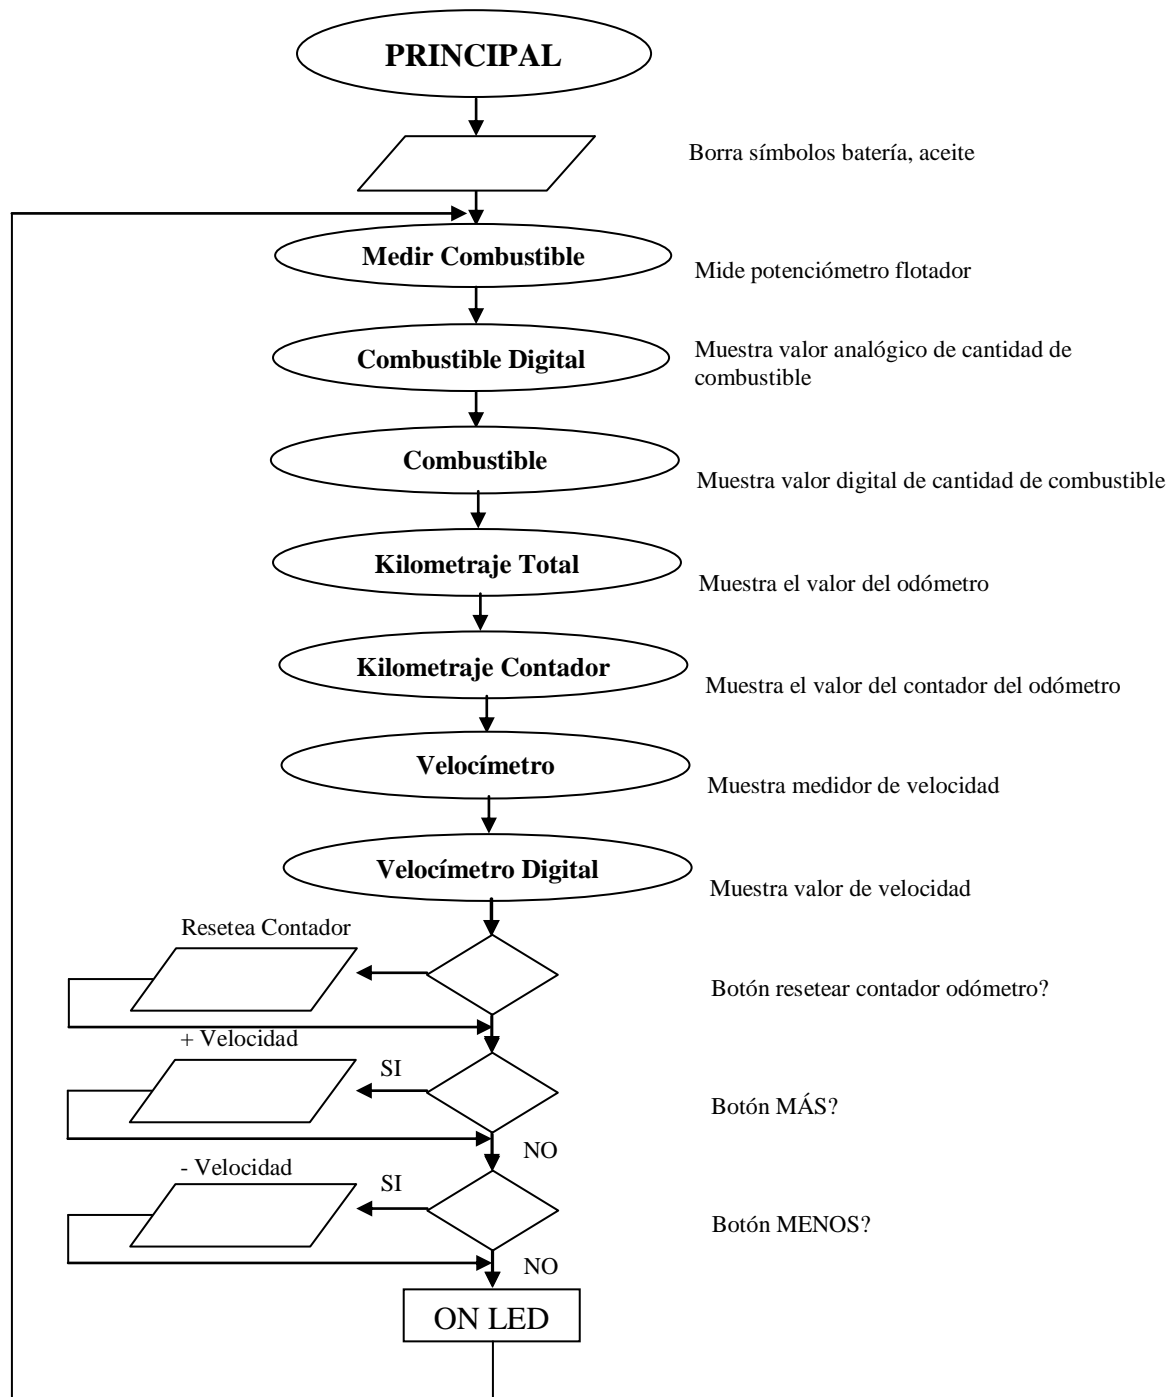 PRINCIPAL
Borra símbolos batería, aceite
Medir Combustible
Mide potenciómetro flotador
Combustible Digital
Muestra valor analógico de cantidad de
combustible
Combustible
Muestra valor digital de cantidad de combustible
Kilometraje Total
Muestra el valor del odómetro
Kilometraje Contador
Muestra el valor del contador del odómetro
Velocímetro
Muestra medidor de velocidad
Velocímetro Digital
Muestra valor de velocidad
Resetea Contador
Botón resetear contador odómetro?
+ Velocidad
SI
Botón MÁS?
NO
- Velocidad
SI
Botón MENOS?
NO
ON LED